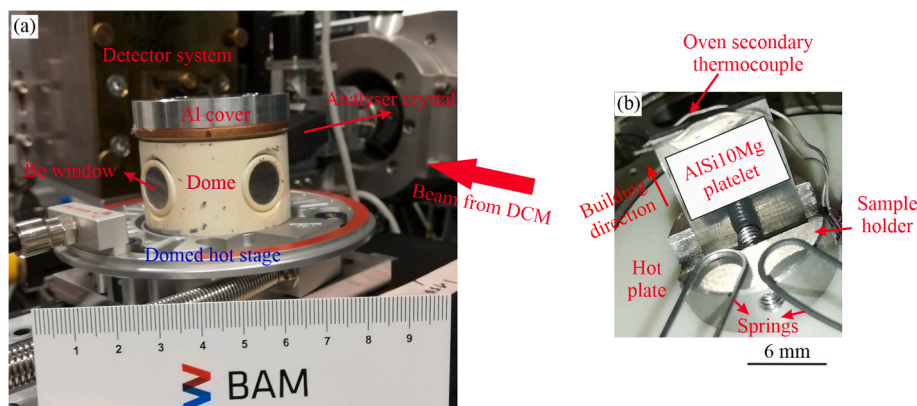 (a)
Detector system
Al cover
Analyser crystal
Be window
Dome
Beam from DCM
Domed hot stage
1 2 3 4 5 6 7 8 9
BAM
Oven secondary
thermocouple
(b)
AlSi10Mg
platelet
Building
direction
Sample
holder
Hot
plate
Springs
6 mm